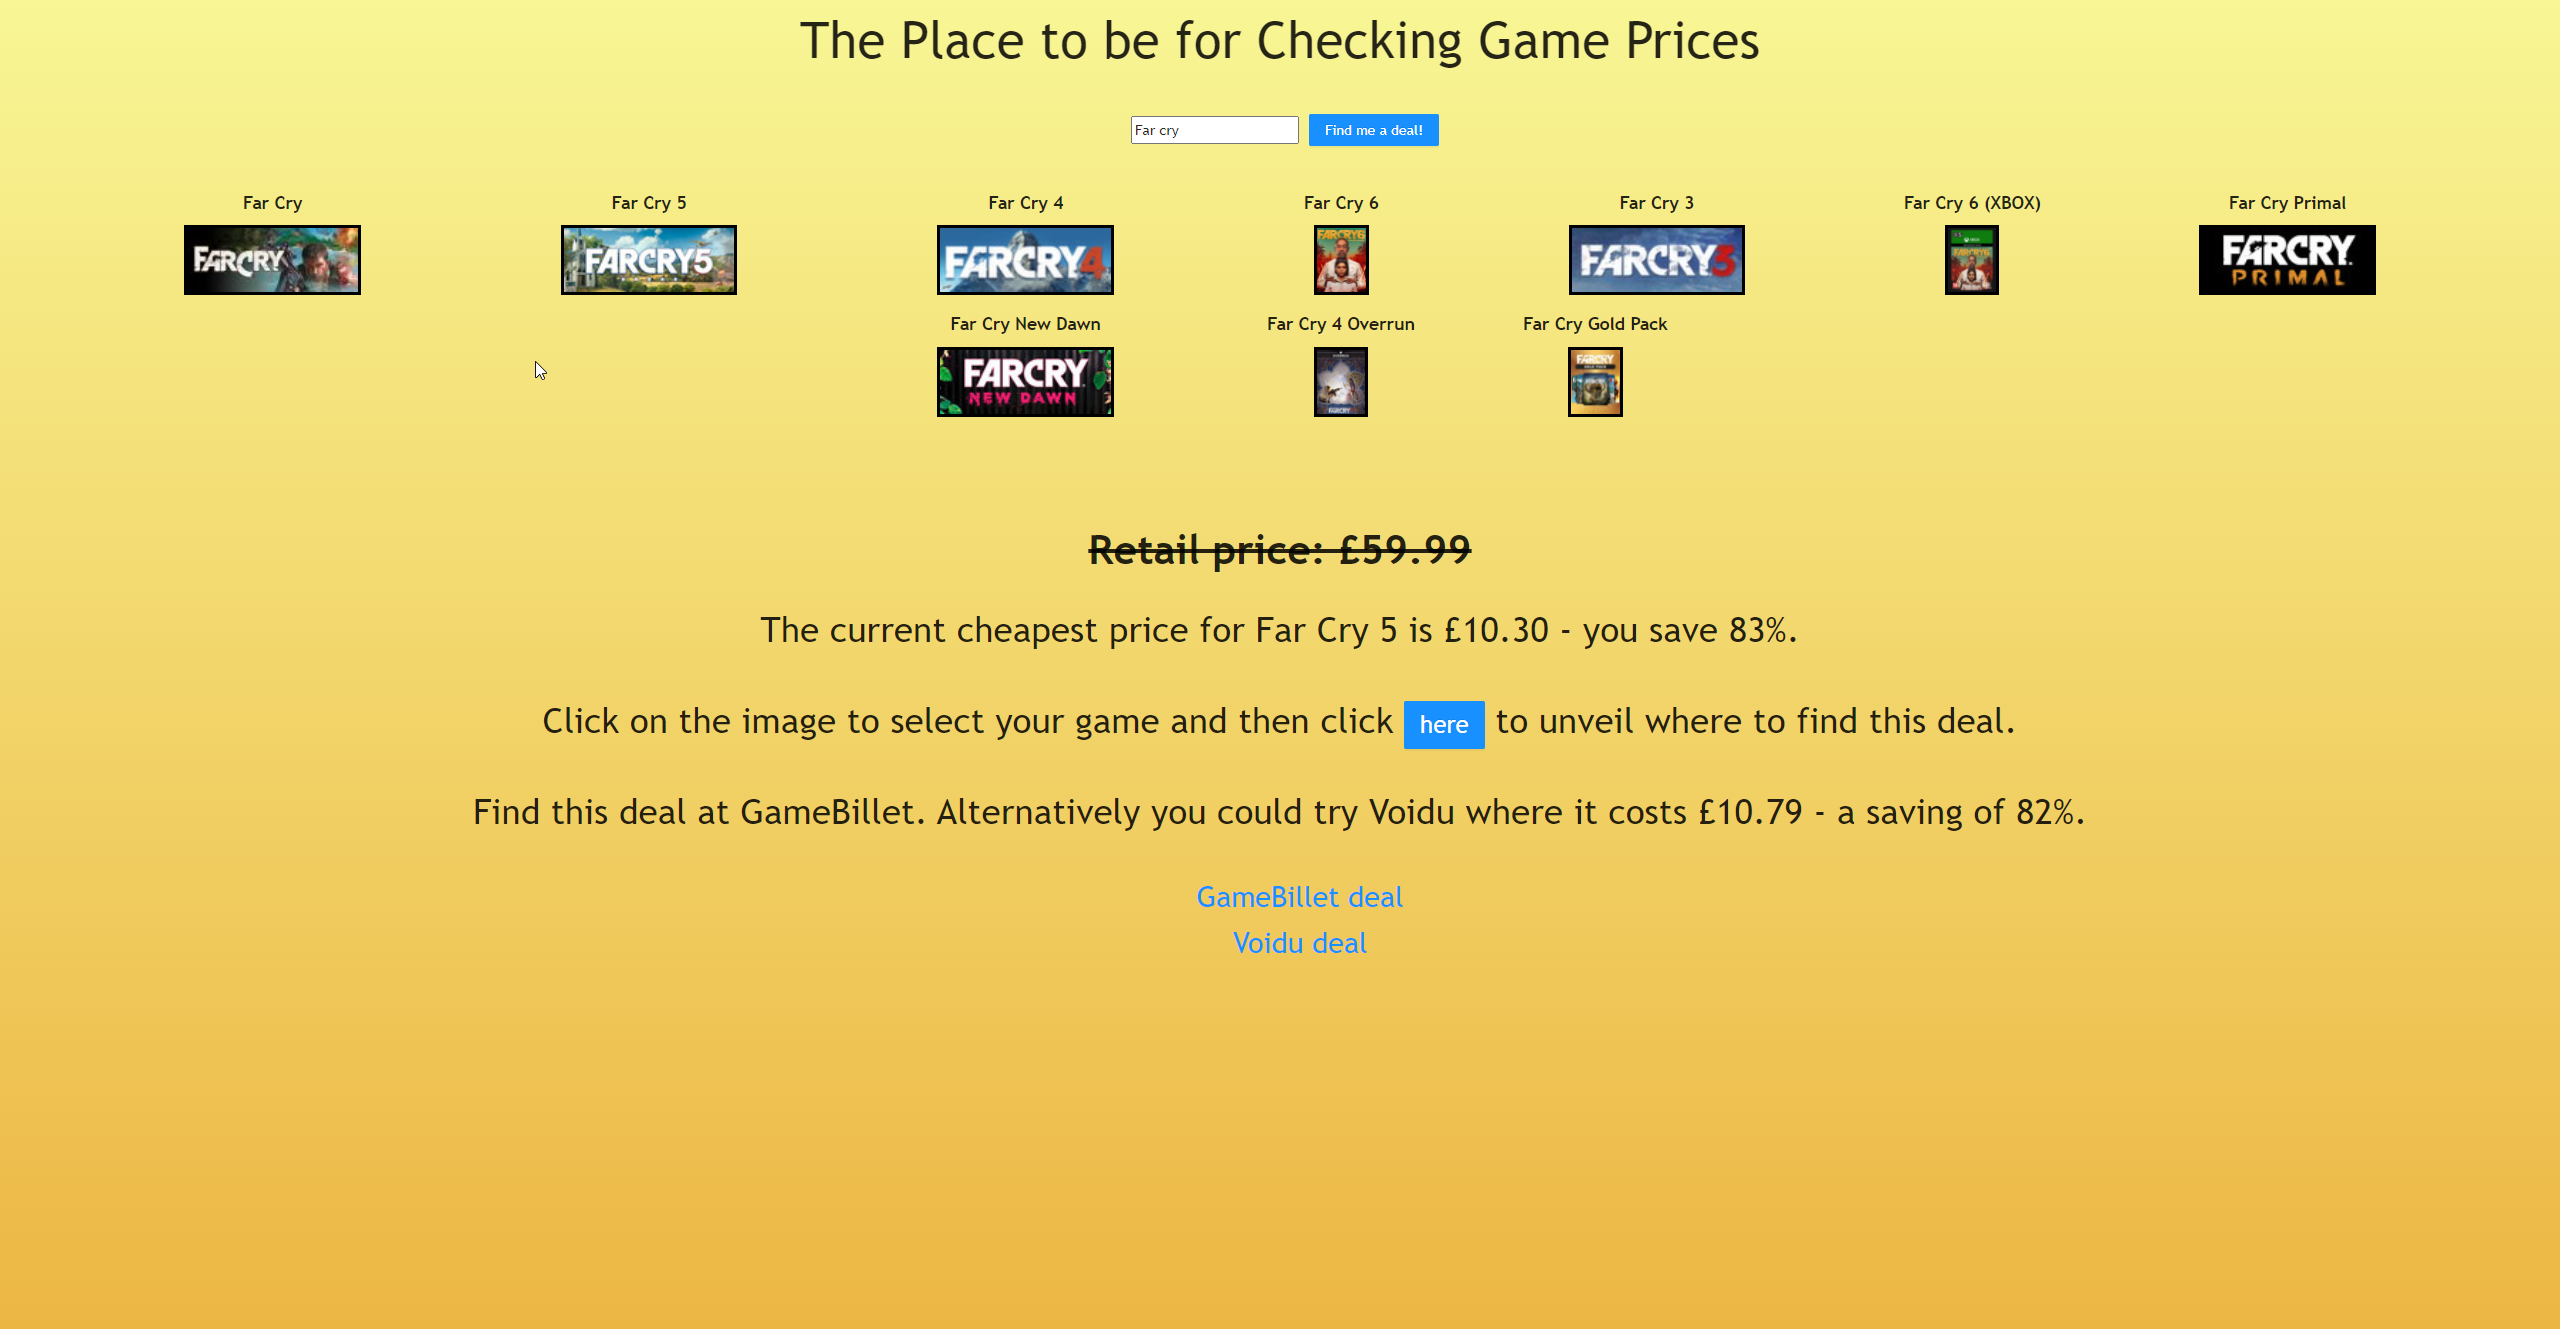 The Place to be for Checking Game Prices
Far cry
Find me a deal!
Far Cry
Far Cry 5
Far Cry 4
Far Cry 6
Far Cry 3
Far Cry 6 (XBOX)
Far Cry Primal
FARCRY
FARCRY5
FARCRY4
FARCRY6
FARCRY3
FARCRY PRIMAL
Far Cry New Dawn
Far Cry 4 Overrun
Far Cry Gold Pack
FARCRY
NEW DAWN
FARCRY
FARCRY
Retail price: £59.99
The current cheapest price for Far Cry 5 is £10.30 - you save 83%.
Click on the image to select your game and then click here to unveil where to find this deal.
Find this deal at GameBillet. Alternatively you could try Voidu where it costs £10.79 - a saving of 82%.
GameBillet deal
Voidu deal